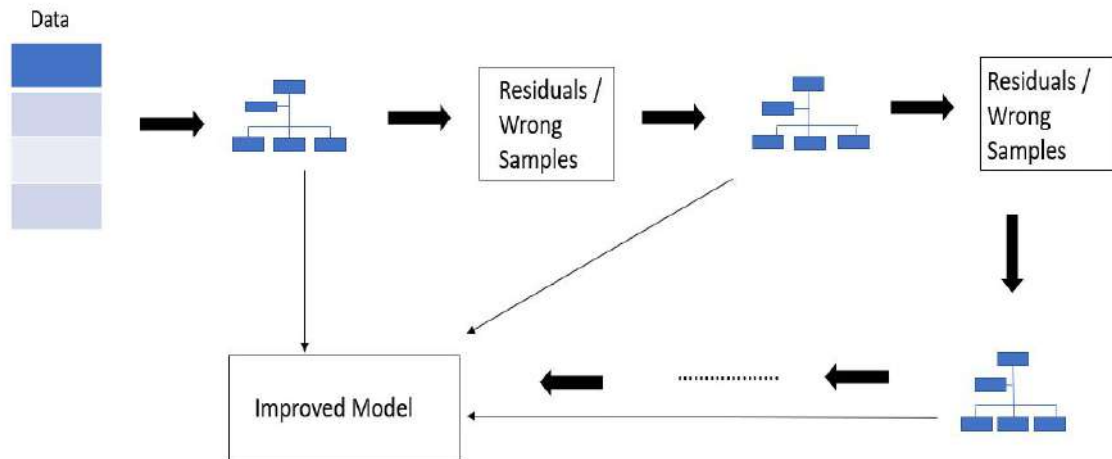 Data
Residuals /
Wrong
Samples
Residuals /
Wrong
Samples
Improved Model